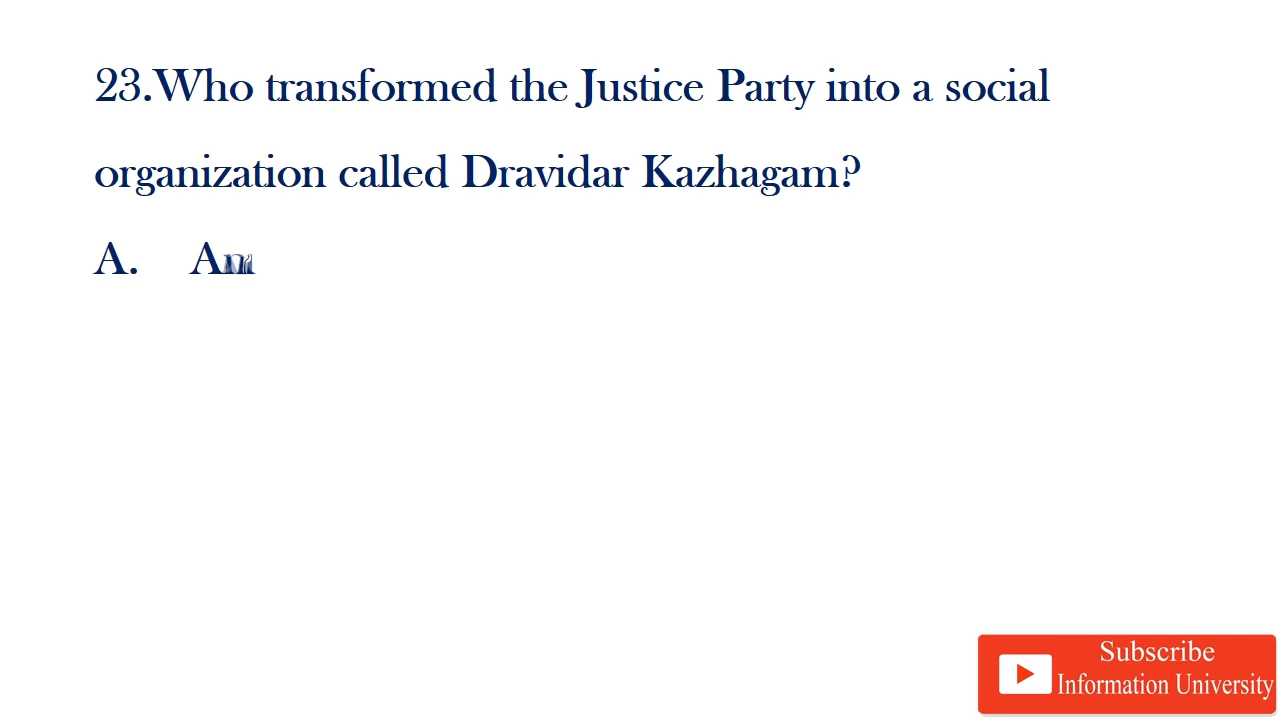 23.Who transformed the Justice Party into a social
organization called Dravidar Kazhagam?
A.
Subscribe
Information University